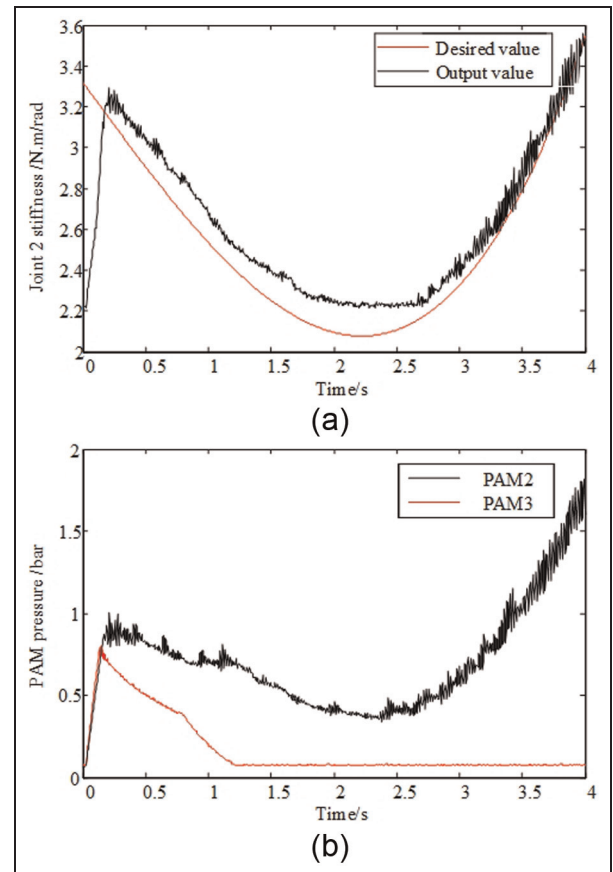 3.6
3.4
3.2
3
2.8
2.6
2.4
2.2
2
Joint 2 stiffness /N.m/rad
Desired value
Output value
0 0.5 1 1.5 2 2.5 3 3.5 4
Time/s
(a)
2
1.5
1
0.5
0
PAM pressure /bar
PAM2
PAM3
0 0.5 1 1.5 2 2.5 3 3.5 4
Time/s
(b)